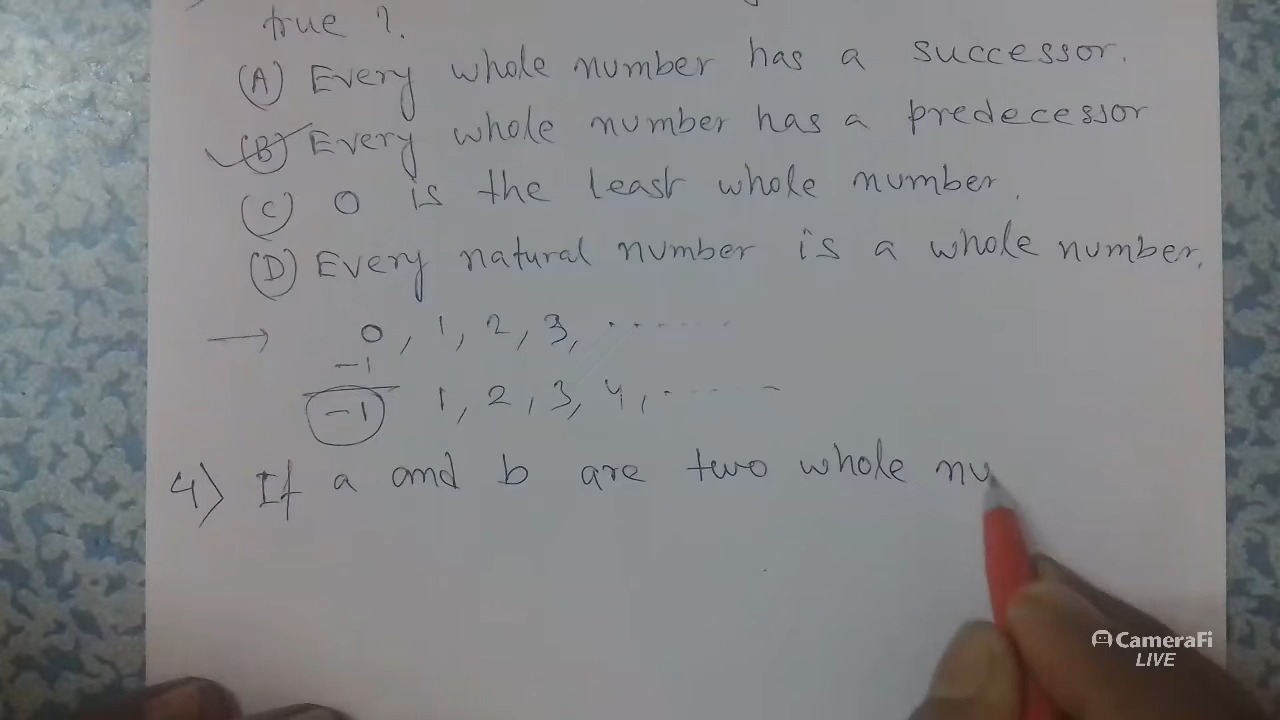 true ?.
(A) Every whole number has a successor.
(B) Every whole number has a predecessor
(C) 0 is the least whole number.
(D) Every natural number is a whole number.
→ 0, 1, 2, 3, .......
-1
-1 1, 2, 3, 4, ......
4) If a and b are two whole nu
CameraFi
LIVE